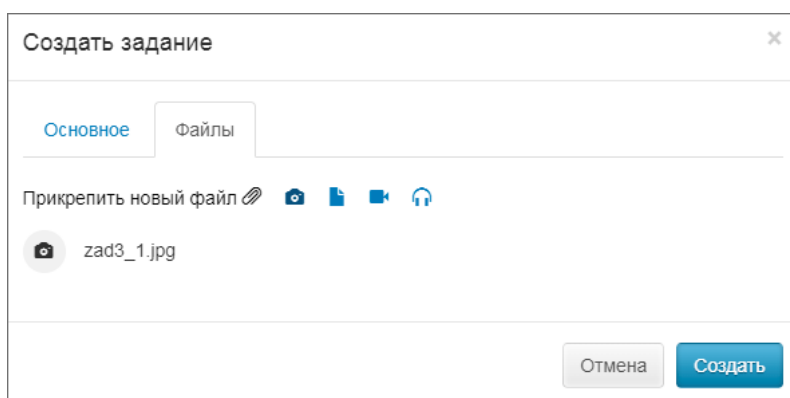 Создать задание
Основное Файлы
Прикрепить новый файл
zad3_1.jpg
Отмена Создать